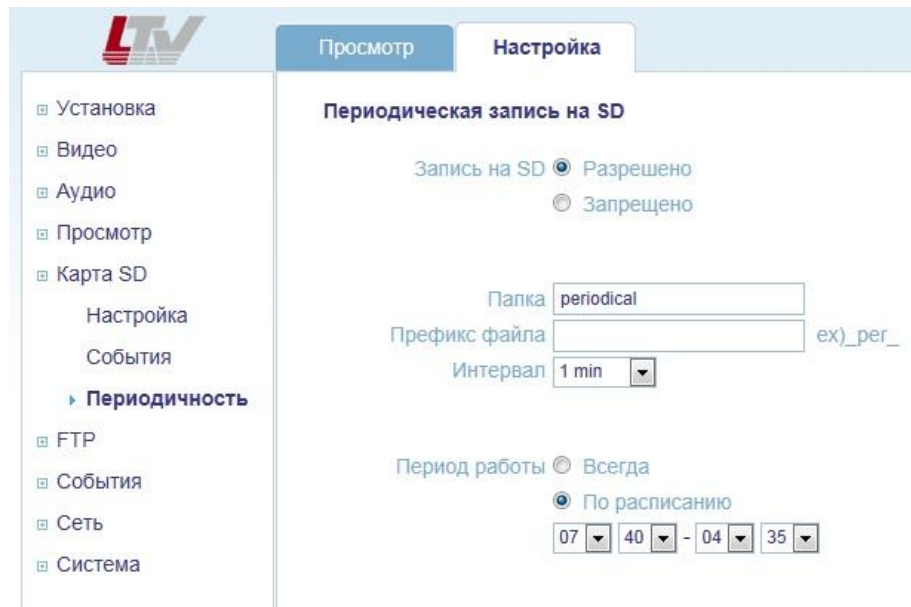 LTV
Просмотр
Настройка
Установка
Видео
Аудио
Просмотр
Карта SD
Настройка
События
Периодичность
FTP
События
Сеть
Система
Периодическая запись на SD
Запись на SD Разрешено
Запрещено
Папка periodical
Префикс файла ex)_per_
Интервал 1 min
Период работы Всегда
По расписанию
07 40 - 04 35